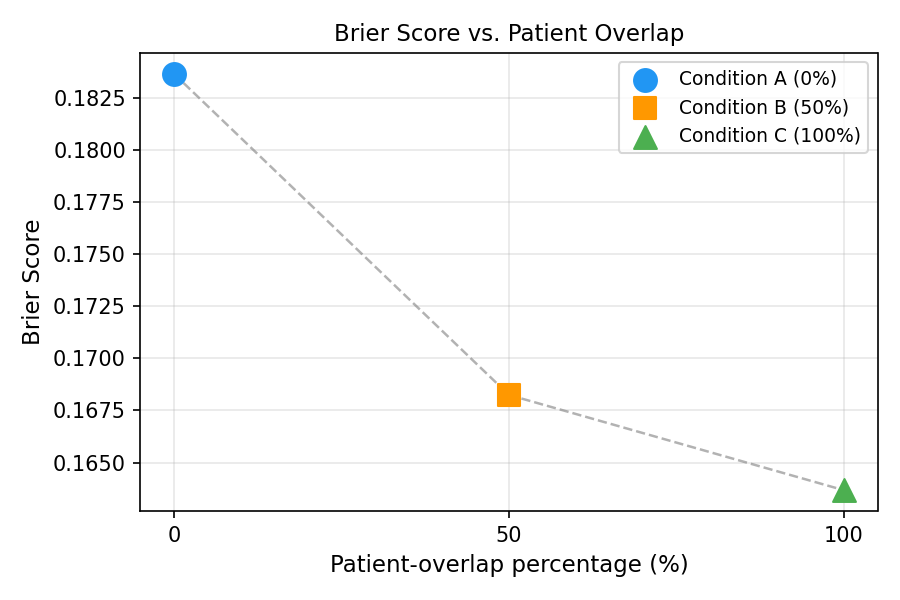 Brier Score vs. Patient Overlap
Condition A (0%)
Condition B (50%)
Condition C (100%)
Brier Score
0.1825
0.1800
0.1775
0.1750
0.1725
0.1700
0.1675
0.1650
0 50 100
Patient-overlap percentage (%)